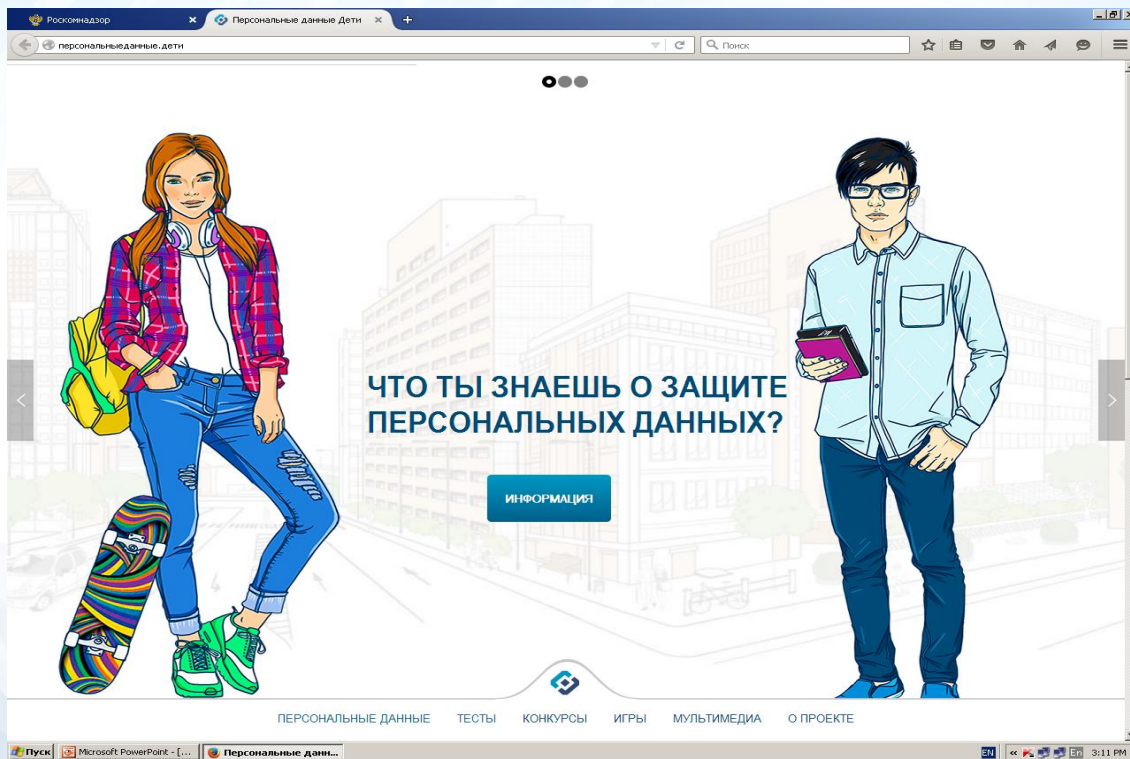 Роскомнадзор
Персональные данные Дети
персональныеданные.дети
Поиск
ЧТО ТЫ ЗНАЕШЬ О ЗАЩИТЕ
ПЕРСОНАЛЬНЫХ ДАННЫХ?
ИНФОРМАЦИЯ
ПЕРСОНАЛЬНЫЕ ДАННЫЕ ТЕСТЫ КОНКУРСЫ ИГРЫ МУЛЬТИМЕДИА О ПРОЕКТЕ
Пуск Microsoft PowerPoint - [... Персональные данн... EN « En 3:11 PM